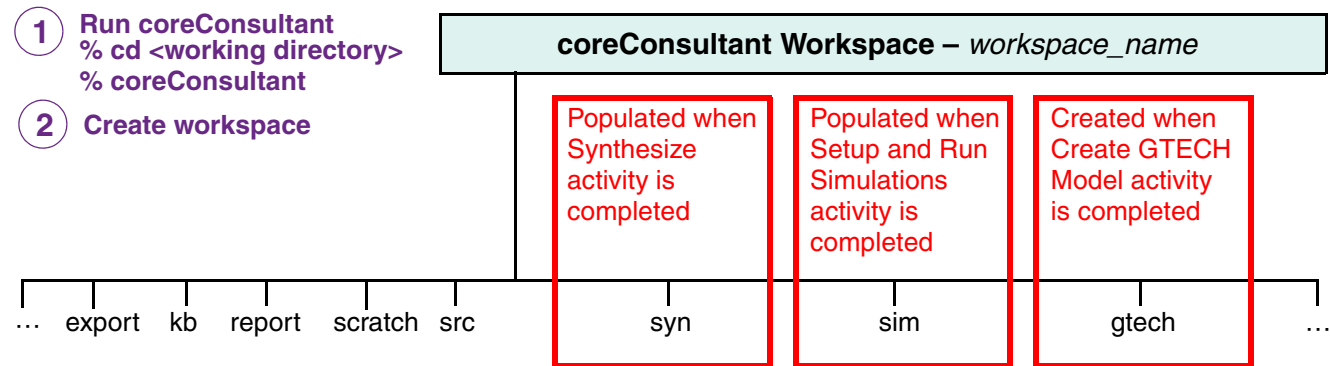 1 Run coreConsultant
% cd <working directory>
% coreConsultant
2 Create workspace
coreConsultant Workspace – workspace_name
Populated when
Synthesize
activity is
completed
Populated when
Setup and Run
Simulations
activity is
completed
Created when
Create GTECH
Model activity
is completed
... export kb report scratch src syn sim gtech ...